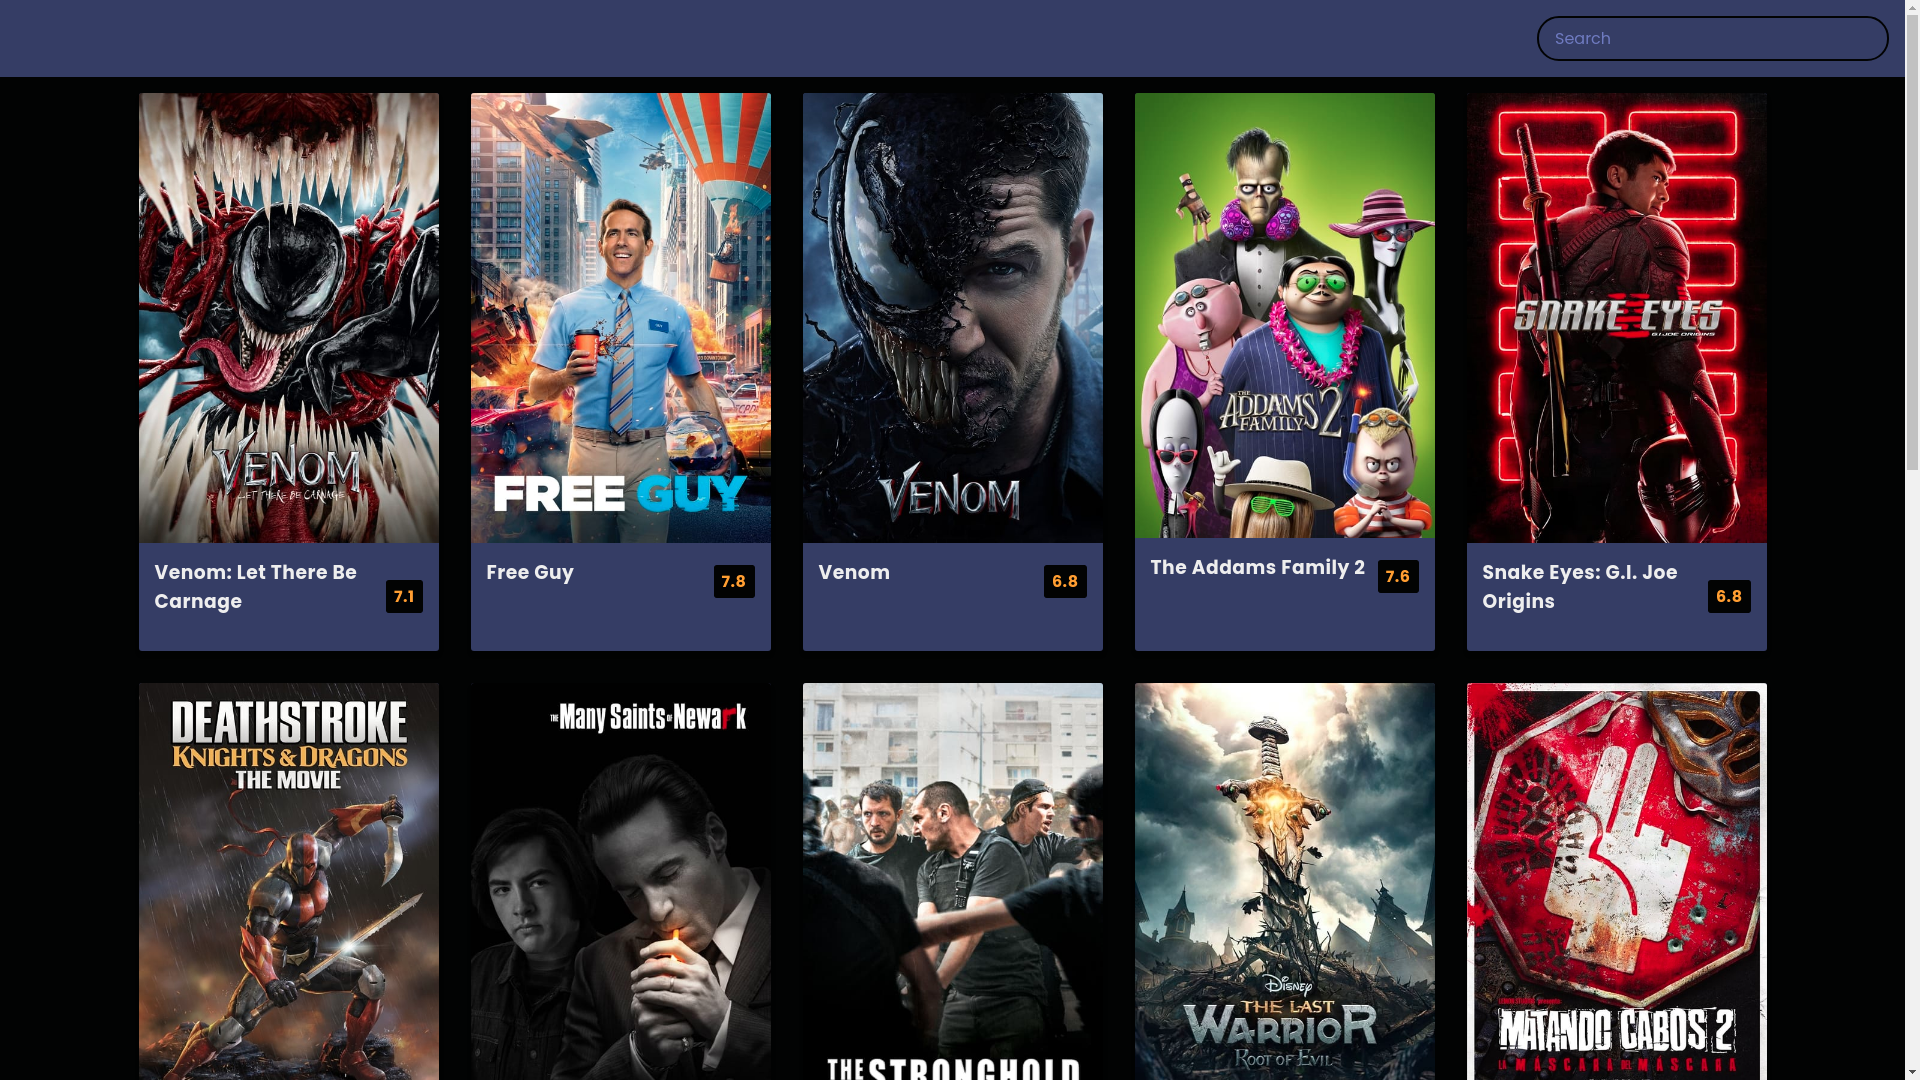 Search
VENOM
LET THERE BE CARNAGE
FREE GUY
VENOM
THE
ADDAMS
FAMILY 2
SNAKE EYES
G.I. JOE ORIGINS
Venom: Let There Be
Carnage
7.1
Free Guy
7.8
Venom
6.8
The Addams Family 2
7.6
Snake Eyes: G.I. Joe
Origins
6.8
DEATHSTROKE
KNIGHTS & DRAGONS
THE MOVIE
THE Many Saints OF Newark
THE STRONGHOLD
Disney
THE LAST
WARRIOR
ROOT OF EVIL
MATANDO CABOS 2
LA MÁSCARA DEL MÁSCARA